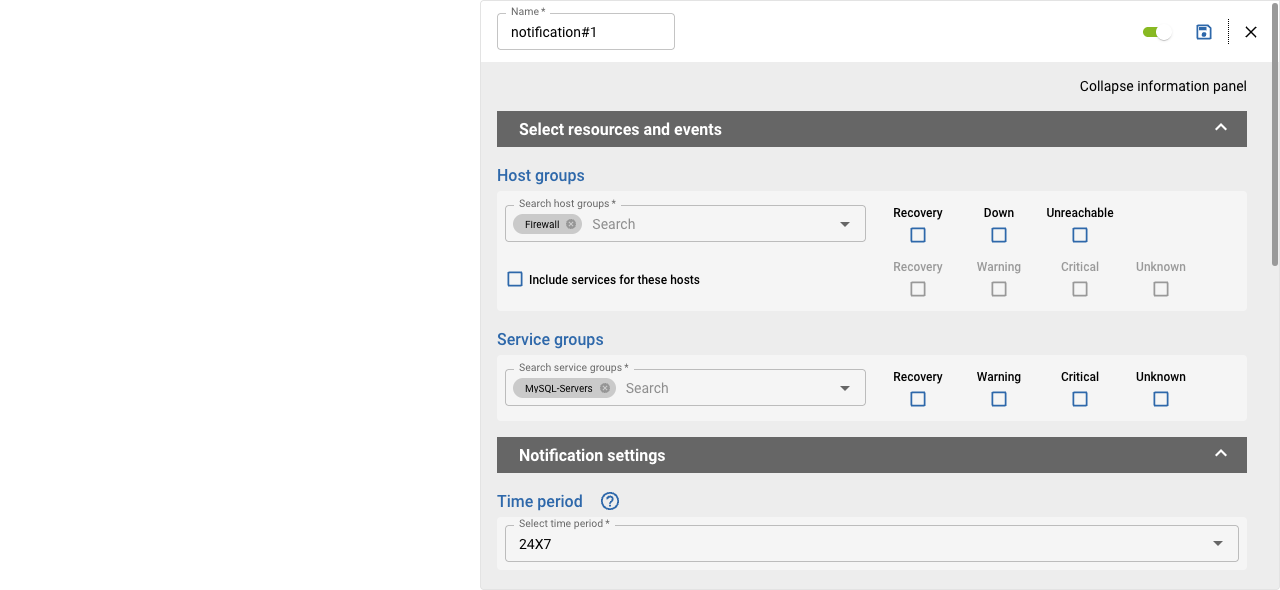 Name *
notification#1
Collapse information panel
Select resources and events
Host groups
Search host groups *
Firewall Search
Recovery Down Unreachable
Include services for these hosts
Recovery Warning Critical Unknown
Service groups
Search service groups *
MySQL-Servers Search
Recovery Warning Critical Unknown
Notification settings
Time period ?
Select time period *
24X7